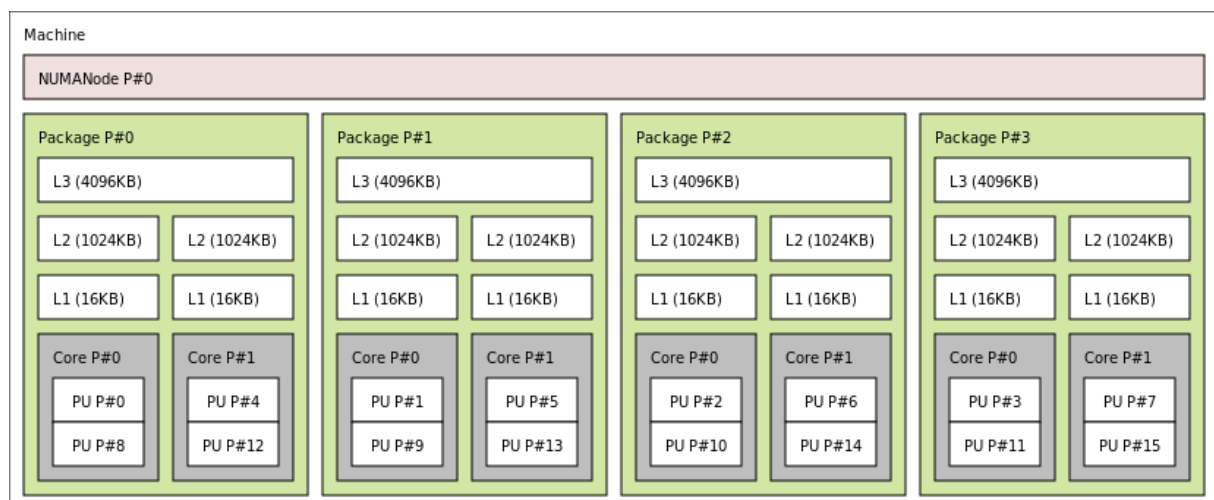 Machine
NUMANode P#0
Package P#0
L3 (4096KB)
L2 (1024KB) L2 (1024KB)
L1 (16KB) L1 (16KB)
Core P#0 Core P#1
PU P#0 PU P#4
PU P#8 PU P#12
Package P#1
L3 (4096KB)
L2 (1024KB) L2 (1024KB)
L1 (16KB) L1 (16KB)
Core P#0 Core P#1
PU P#1 PU P#5
PU P#9 PU P#13
Package P#2
L3 (4096KB)
L2 (1024KB) L2 (1024KB)
L1 (16KB) L1 (16KB)
Core P#0 Core P#1
PU P#2 PU P#6
PU P#10 PU P#14
Package P#3
L3 (4096KB)
L2 (1024KB) L2 (1024KB)
L1 (16KB) L1 (16KB)
Core P#0 Core P#1
PU P#3 PU P#7
PU P#11 PU P#15